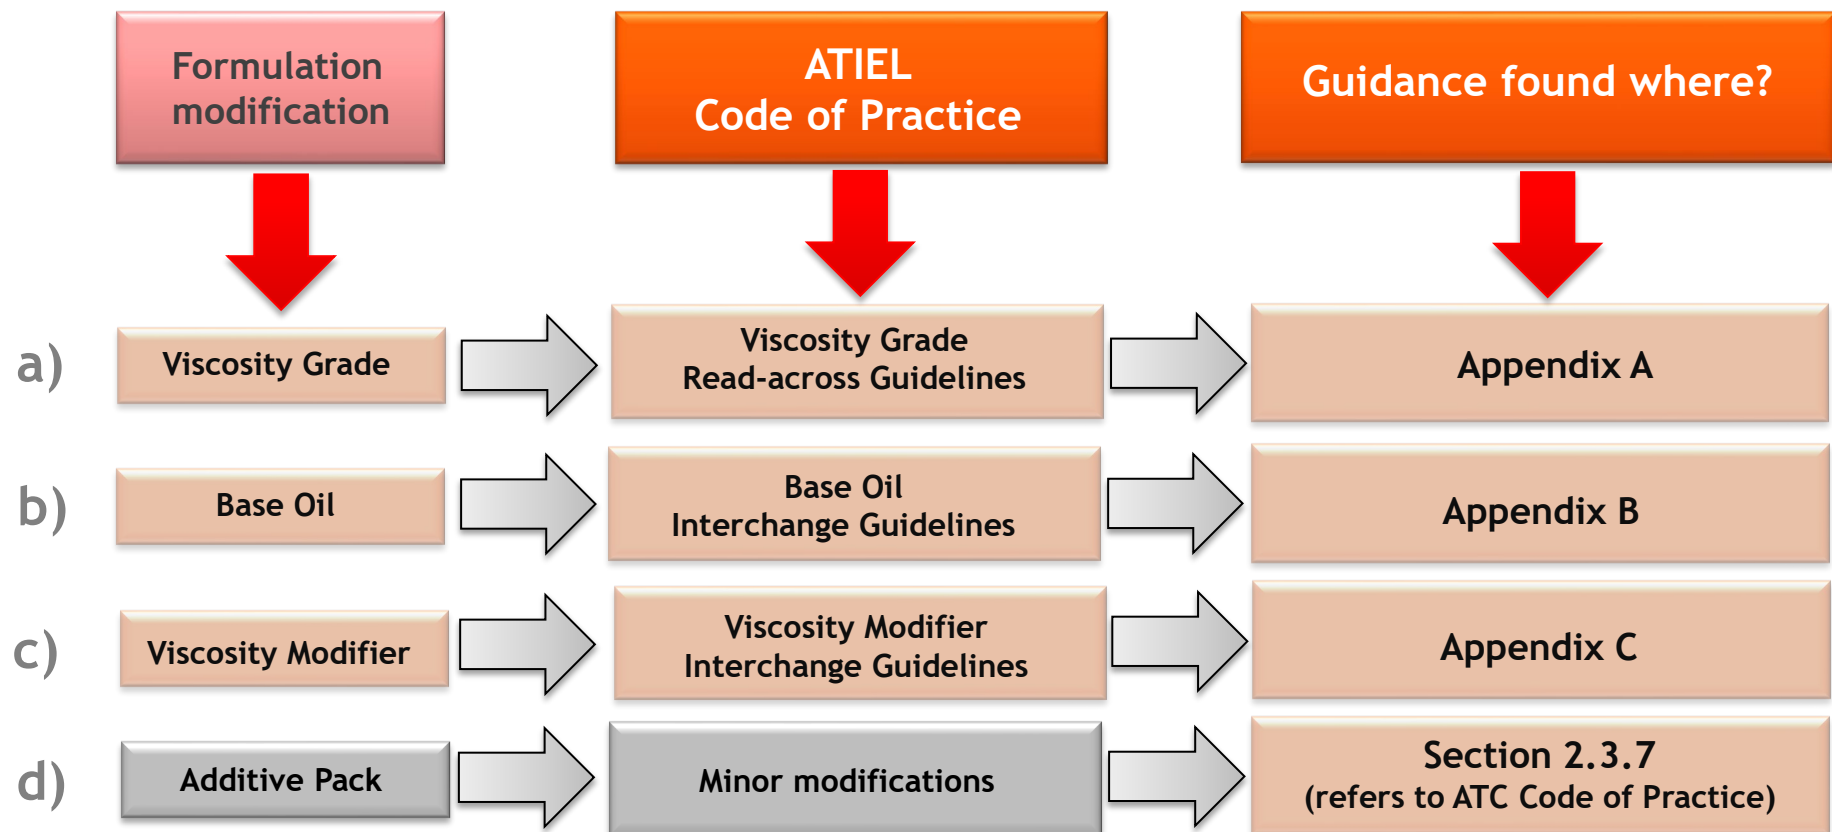 Formulation
modification
ATIEL
Code of Practice
Guidance found where?
a)
Viscosity Grade
Viscosity Grade
Read-across Guidelines
Appendix A
b)
Base Oil
Base Oil
Interchange Guidelines
Appendix B
c)
Viscosity Modifier
Viscosity Modifier
Interchange Guidelines
Appendix C
d)
Additive Pack
Minor modifications
Section 2.3.7
(refers to ATC Code of Practice)